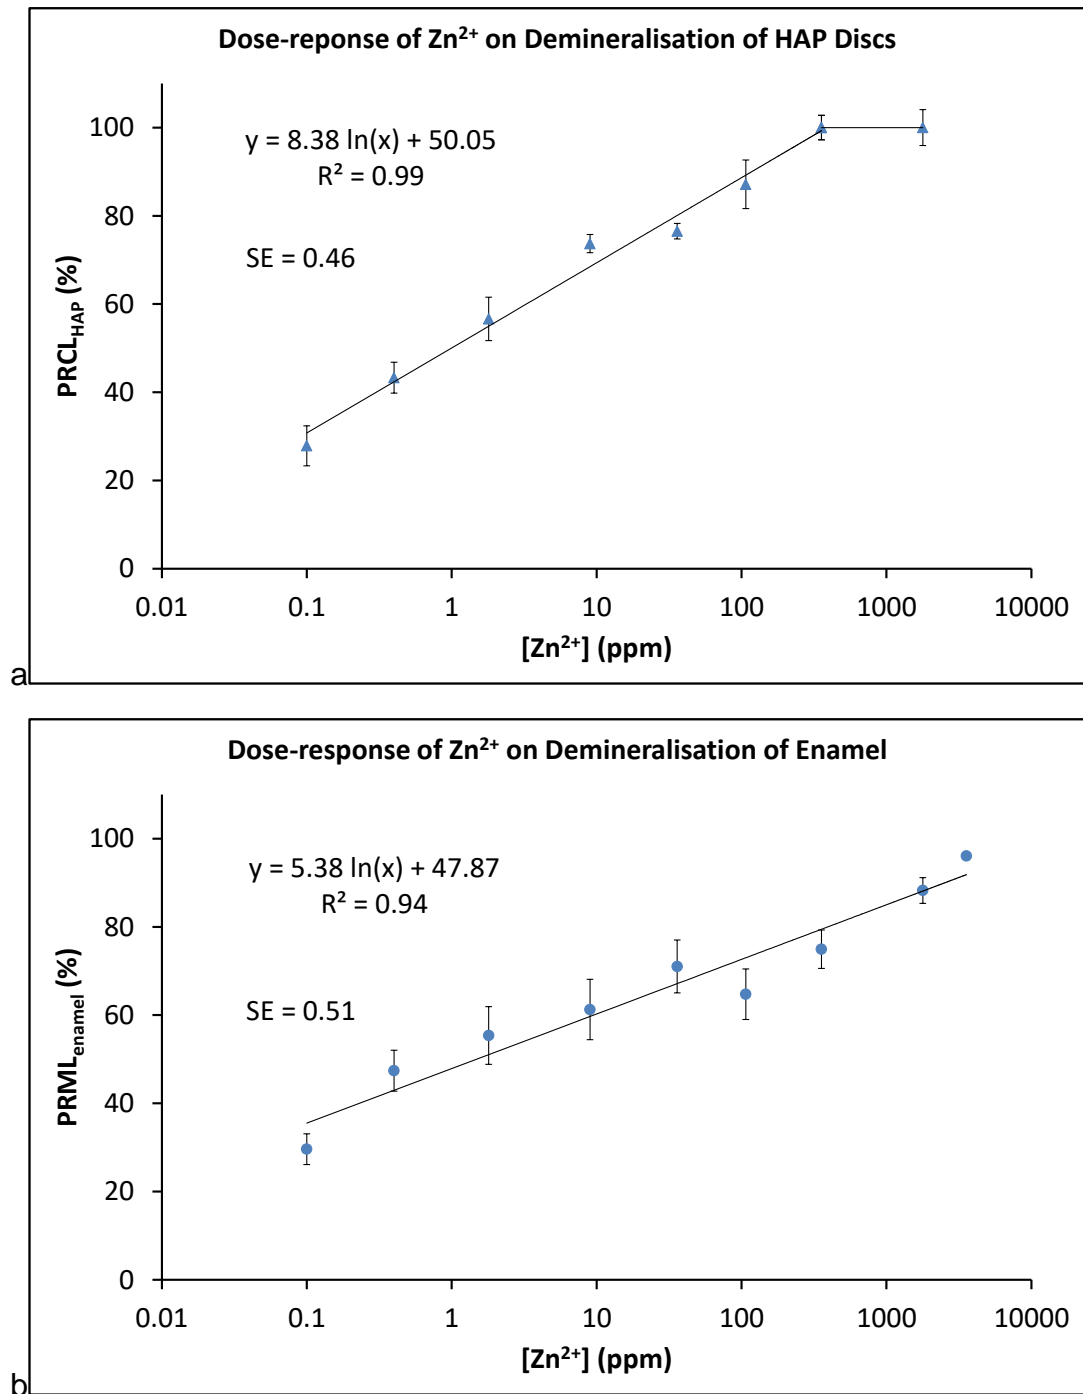 Dose-reponse of Zn²⁺ on Demineralisation of HAP Discs
y = 8.38 ln(x) + 50.05
R² = 0.99
SE = 0.46
PRCL_HAP (%)
100
80
60
40
20
0
0.01 0.1 1 10 100 1000 10000
[Zn²⁺] (ppm)
a
Dose-response of Zn²⁺ on Demineralisation of Enamel
y = 5.38 ln(x) + 47.87
R² = 0.94
SE = 0.51
PRML_enamel (%)
100
80
60
40
20
0
0.01 0.1 1 10 100 1000 10000
[Zn²⁺] (ppm)
b